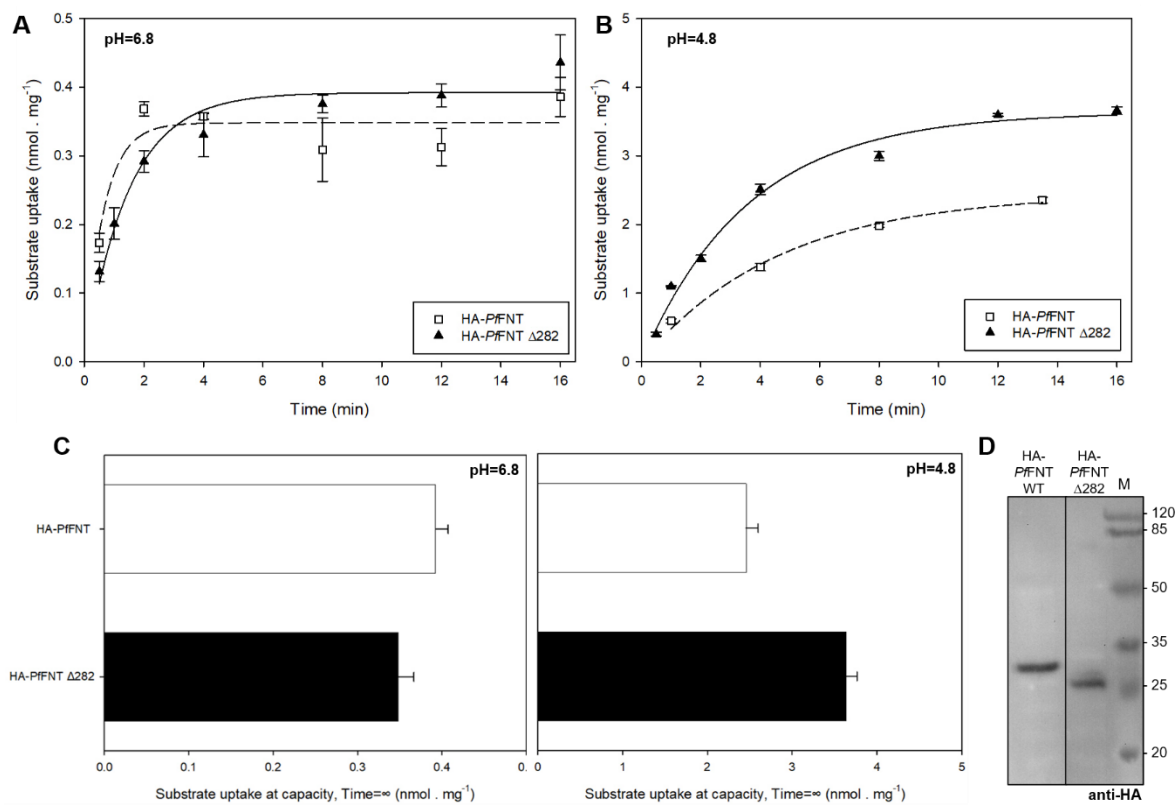 A
pH=6.8
Substrate uptake (nmol . mg⁻¹)
0.5
0.4
0.3
0.2
0.1
0.0
0 2 4 6 8 10 12 14 16
Time (min)
HA-PfFNT
HA-PfFNT Δ282
B
pH=4.8
Substrate uptake (nmol . mg⁻¹)
5
4
3
2
1
0
0 2 4 6 8 10 12 14 16
Time (min)
HA-PfFNT
HA-PfFNT Δ282
C
pH=6.8
HA-PfFNT
HA-PfFNT Δ282
0.0 0.1 0.2 0.3 0.4 0.
pH=4.8
0 1 2 3 4 5
Substrate uptake at capacity, Time=∞ (nmol . mg⁻¹)
Substrate uptake at capacity, Time=∞ (nmol . mg⁻¹)
D
HA-
PfFNT
WT
HA-
PfFNT
Δ282
M
120
85
50
35
25
20
anti-HA